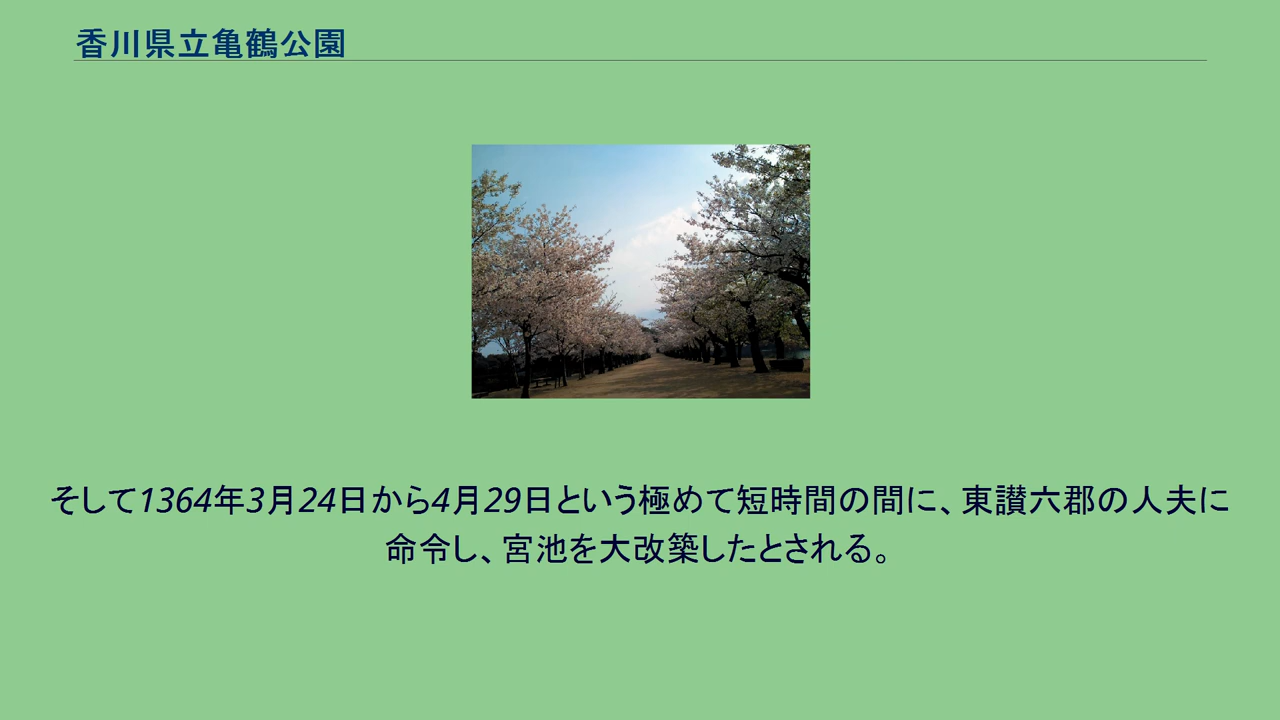 香川県立亀鶴公園
そして1364年3月24日から4月29日という極めて短時間の間に、東讃六郡の人夫に
命令し、宮池を大改築したとされる。